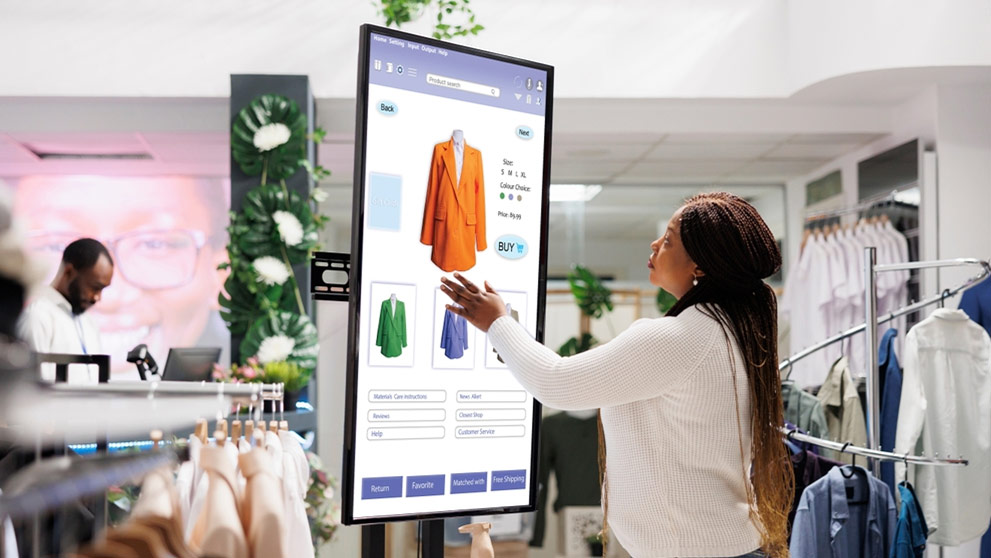 Home Setting Input Output Help
Product search
Back
Next
Size:
S M L XL
Colour Choice:
Price: $9.99
BUY
Materials Care instructions
News Alert
Reviews
Closest Shop
Help
Customer Service
Return
Favorite
Matched with
Free Shipping